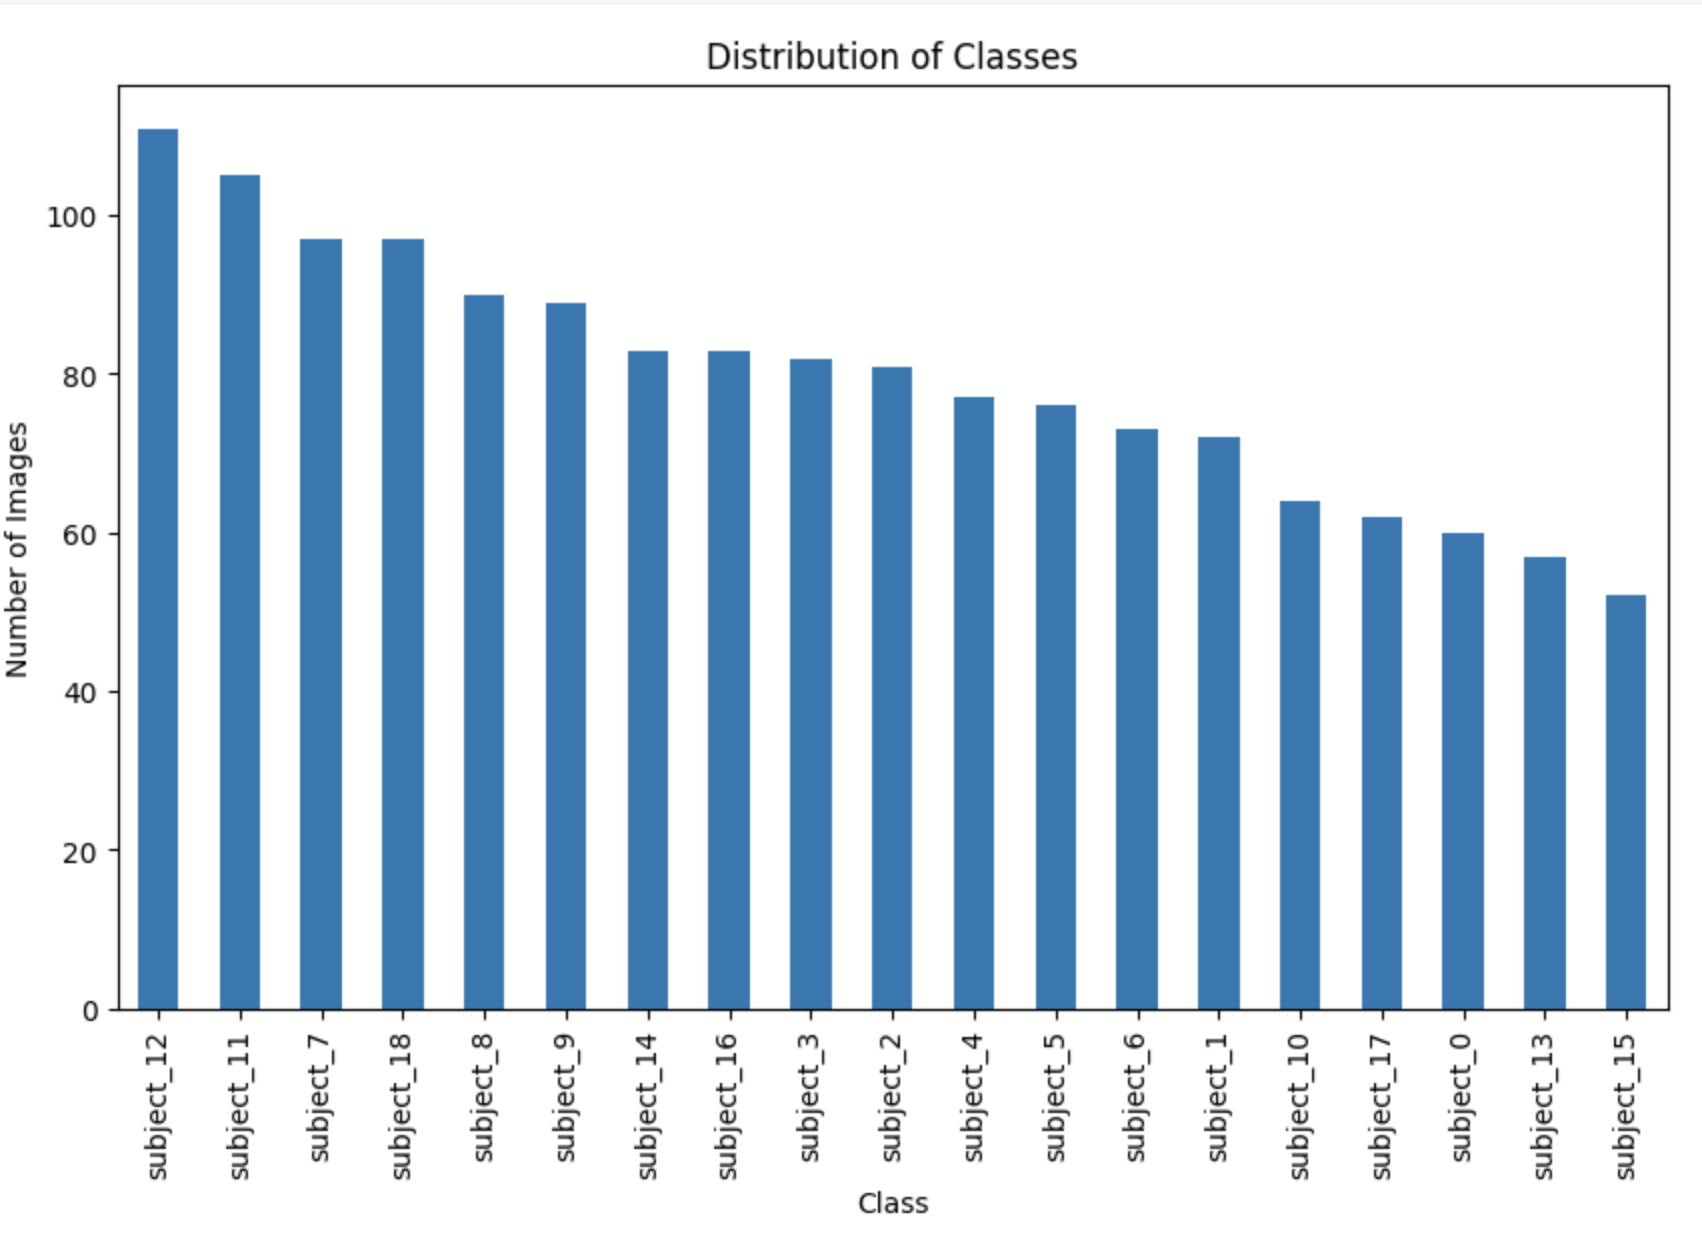 Distribution of Classes
100
80
60
40
20
0
Number of Images
subject_12
subject_11
subject_7
subject_18
subject_8
subject_9
subject_14
subject_16
subject_3
subject_2
subject_4
subject_5
subject_6
subject_1
subject_10
subject_17
subject_0
subject_13
subject_15
Class